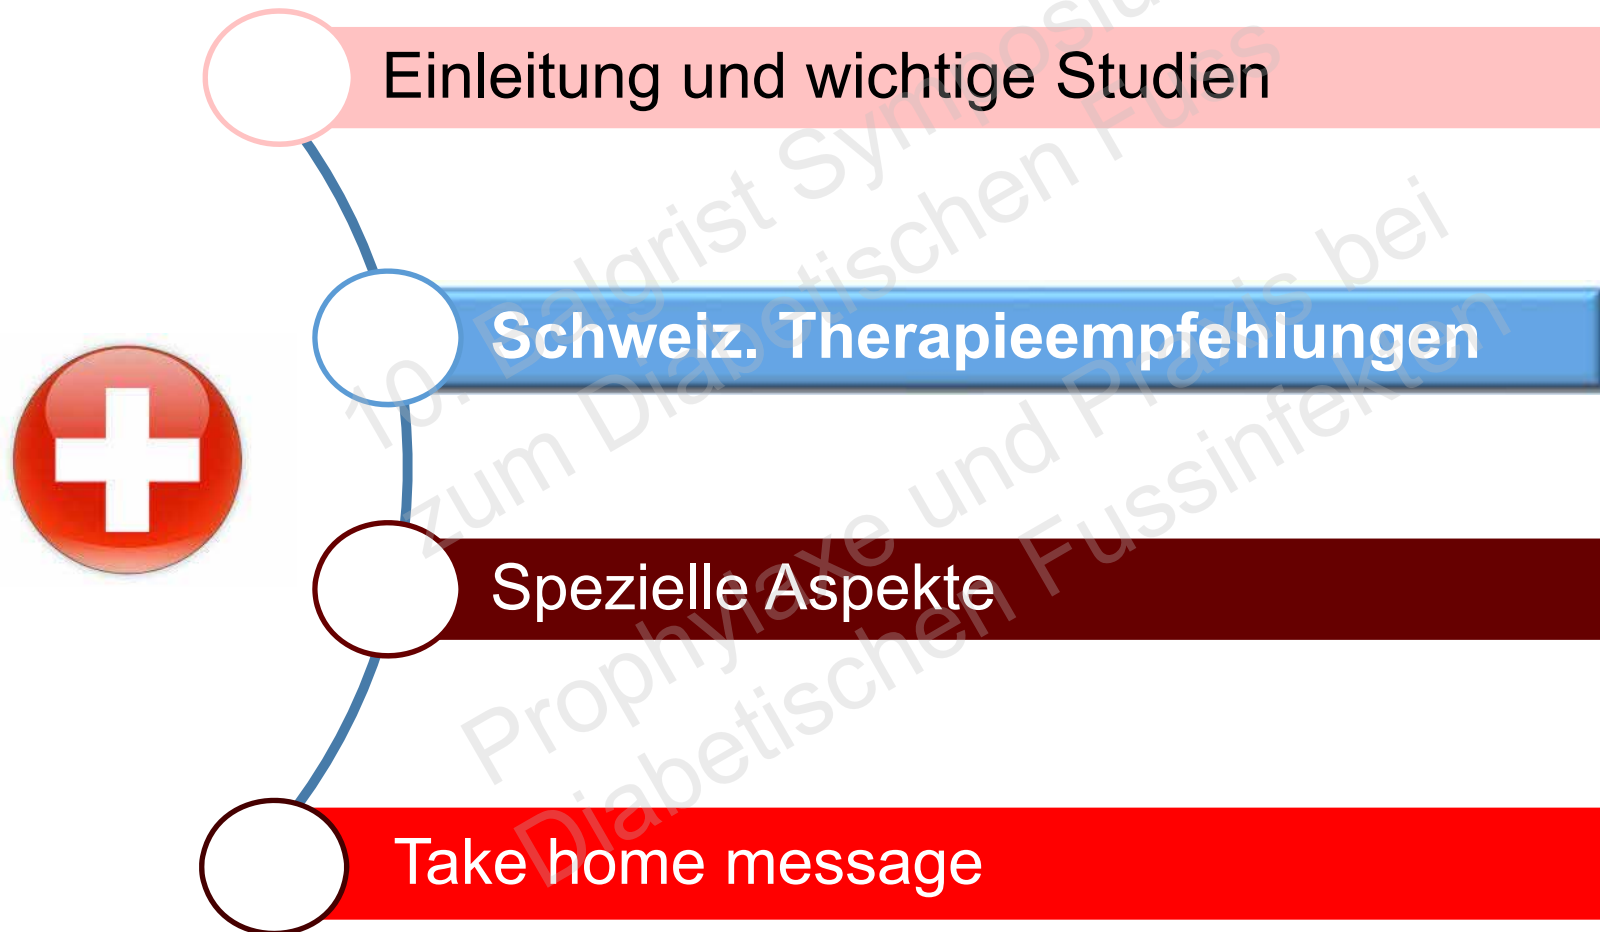 Einleitung und wichtige Studien
Schweiz. Therapieempfehlungen
Spezielle Aspekte
Take home message
10. Balgrist Symposiu
zum Diabetischen Fuss
Prophylaxe und Praxis bei
Diabetischen Fussinfekten